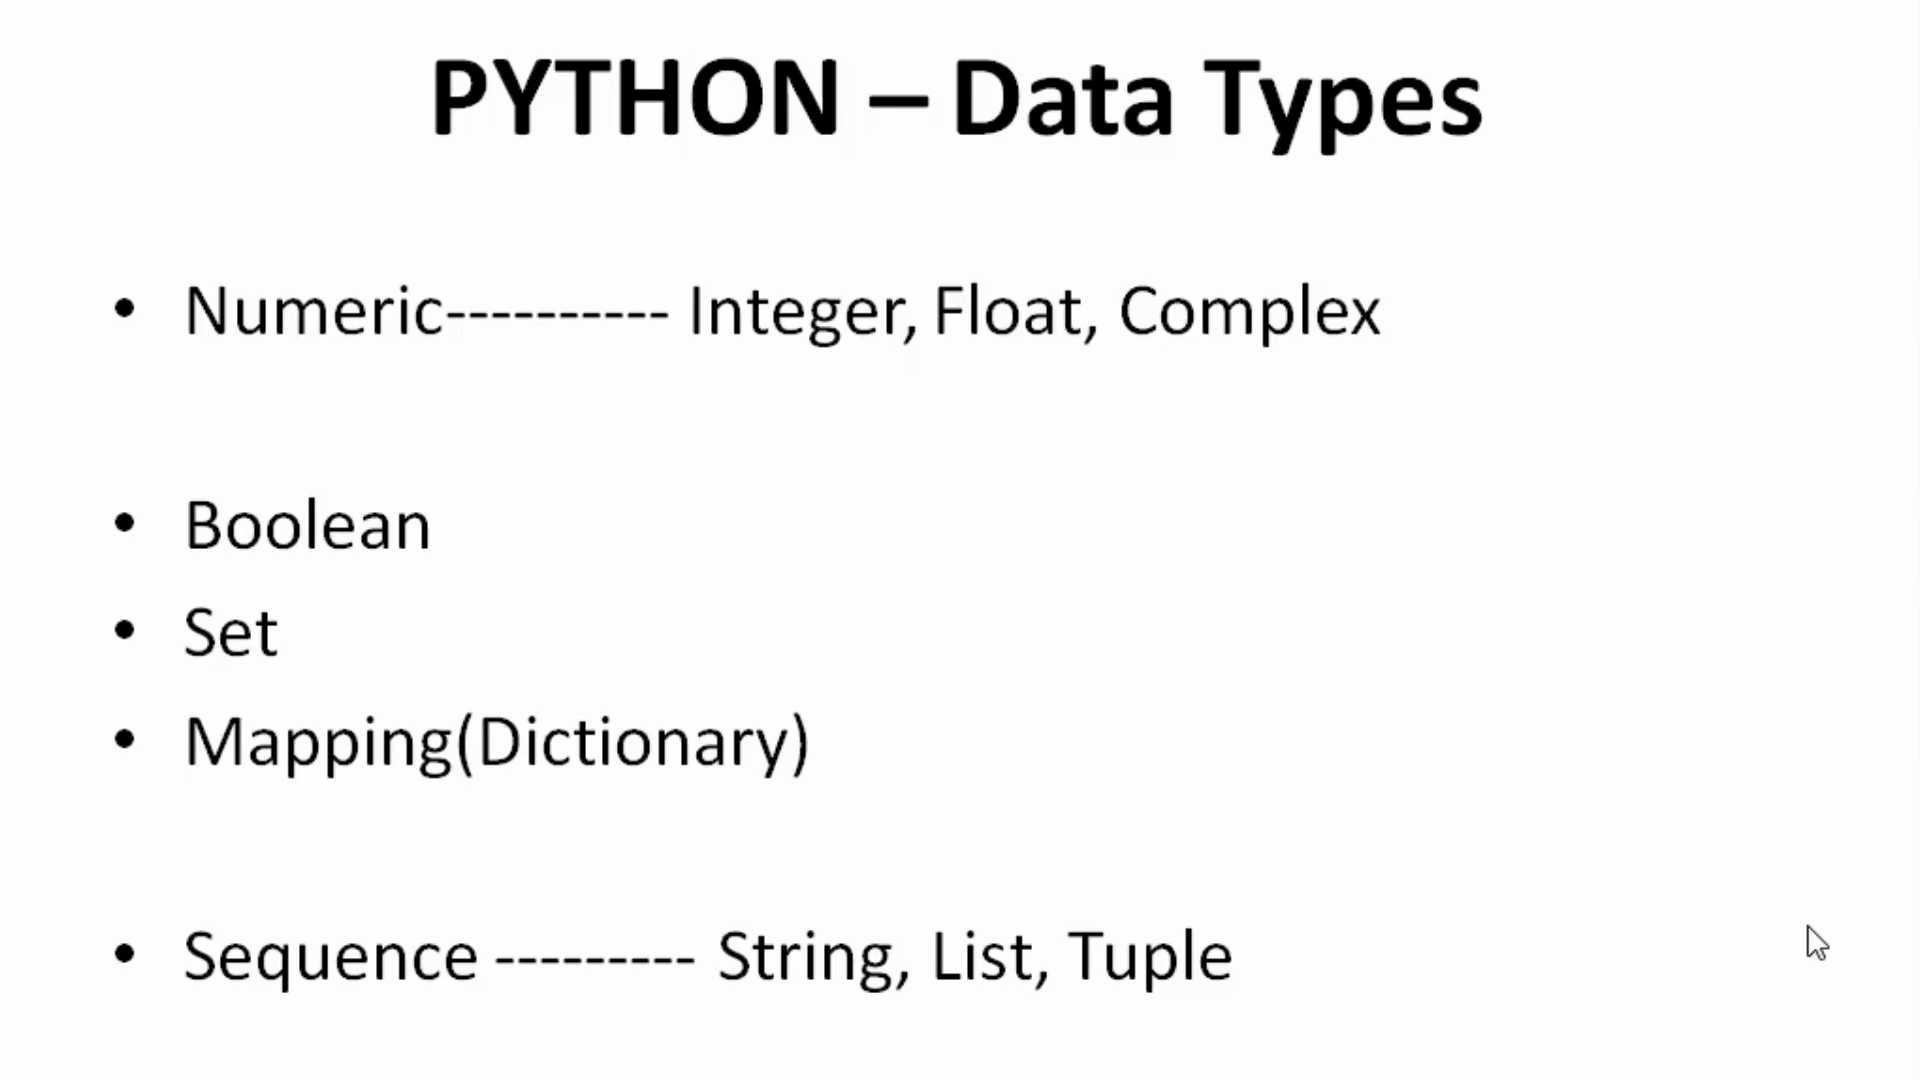 PYTHON – Data Types
• Numeric---------- Integer, Float, Complex
• Boolean
• Set
• Mapping(Dictionary)
• Sequence --------- String, List, Tuple